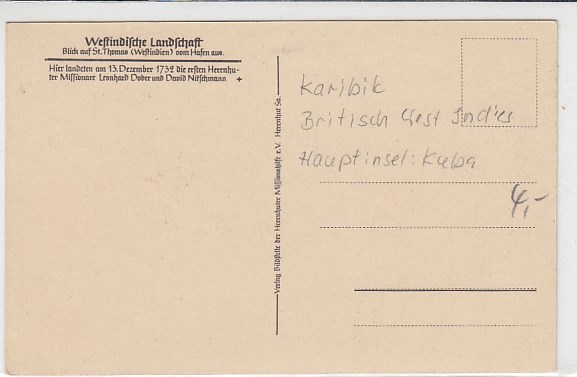 Westindische Landschaft
Blick auf St. Thomas (Westindien) vom Hafen aus.
Hier landeten am 13. Dezember 1732 die ersten Herrnhu-
ter Missionare Leonhard Dober und David Nitschmann +
Verlag Bildstelle der Herrnhuter Missionshilfe e.V. Herrnhut Sa.
Karibik
Britisch West Indies
Hauptinsel: Kuba
4,-